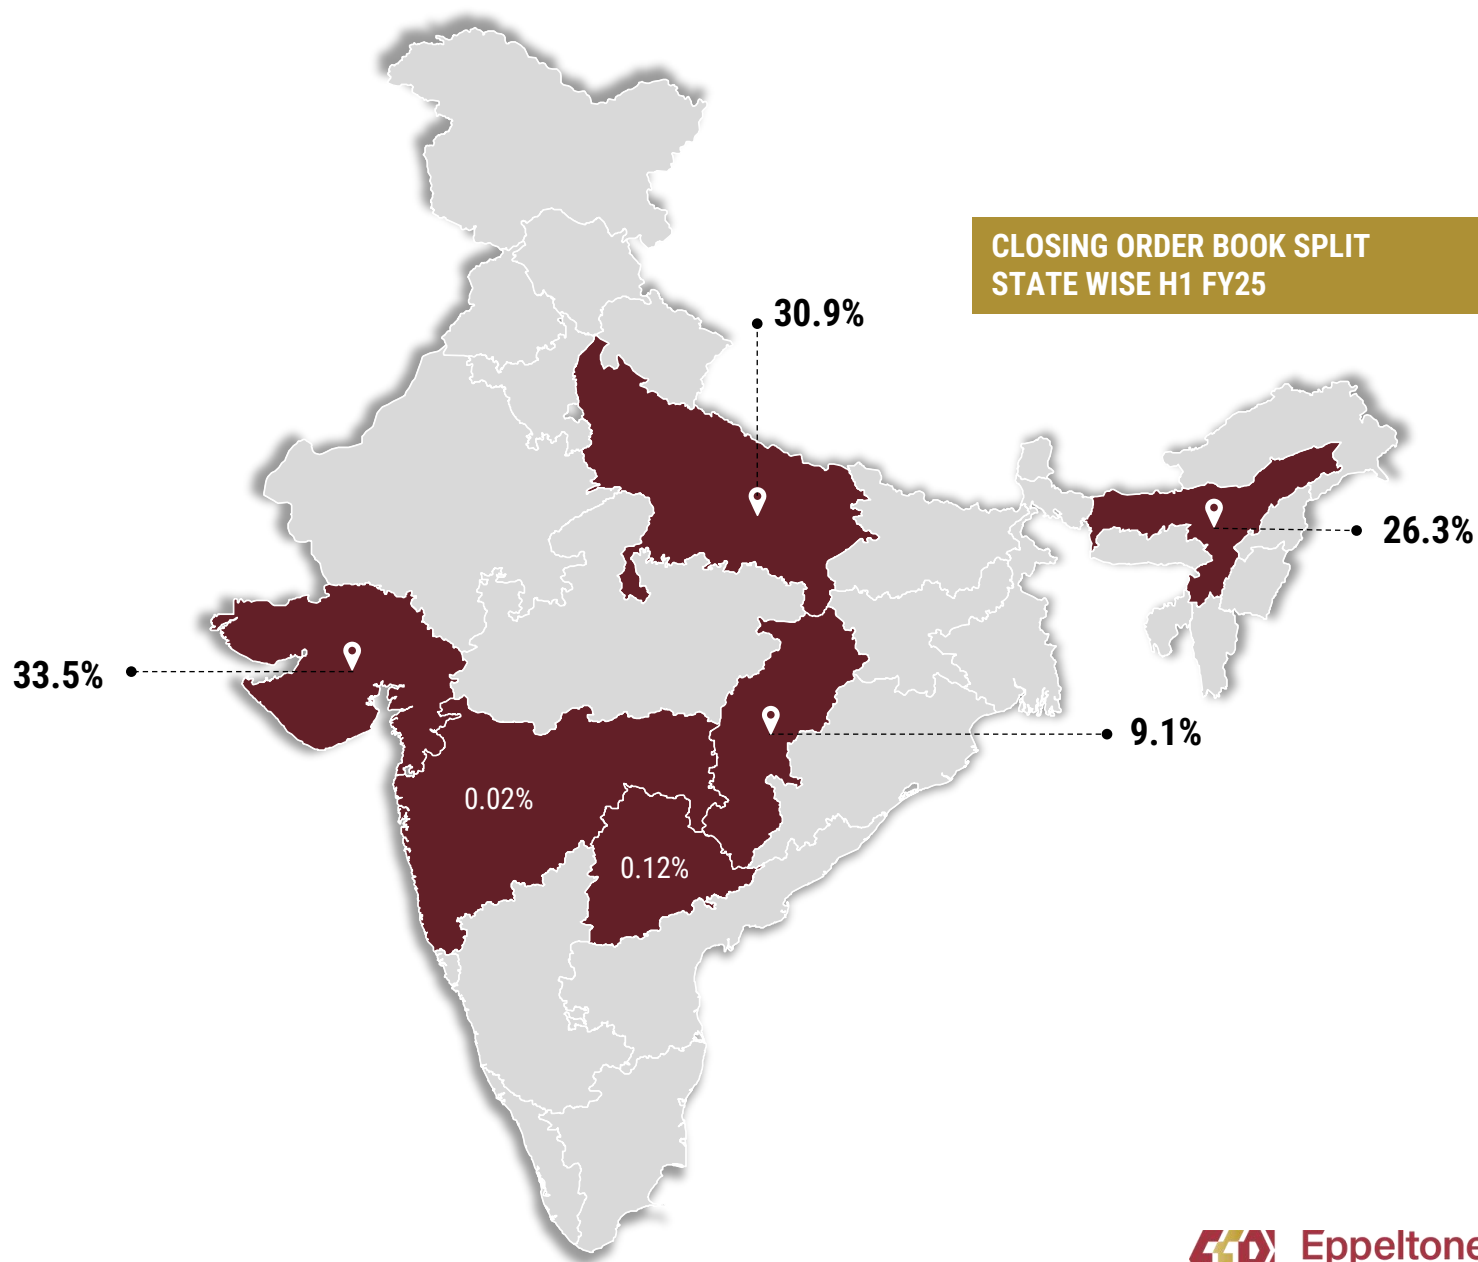 CLOSING ORDER BOOK SPLIT
STATE WISE H1 FY25
30.9%
26.3%
33.5%
9.1%
0.02%
0.12%
Eppeltone